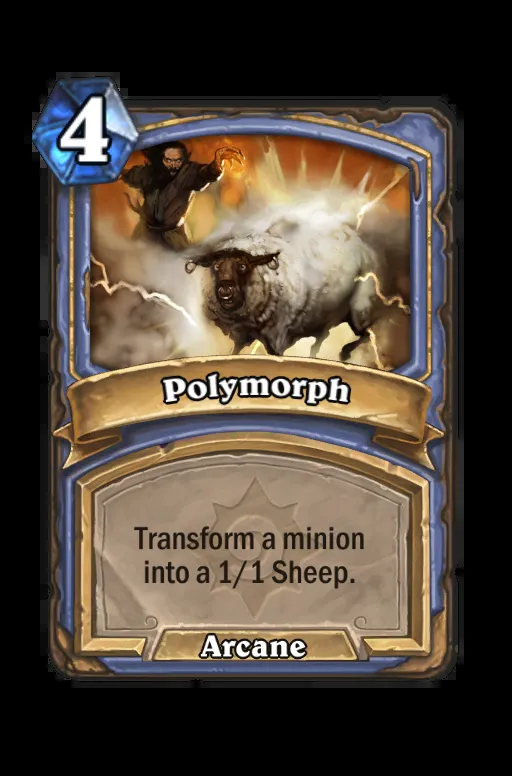 4
Polymorph
Transform a minion
into a 1/1 Sheep.
Arcane